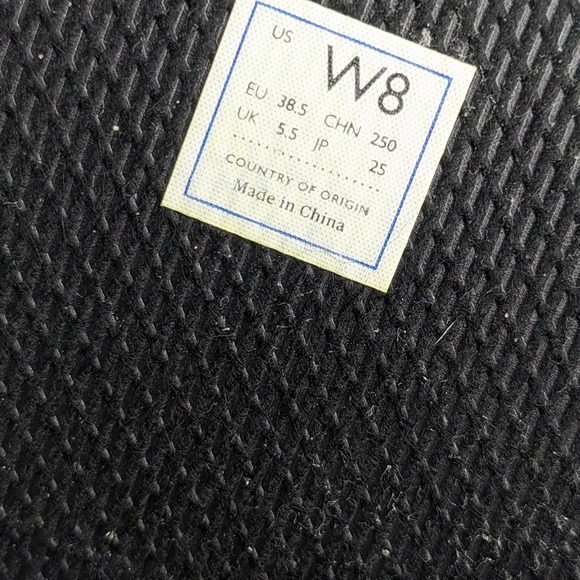 US W8
EU 38.5 CHN 250
UK 5.5 JP 25
COUNTRY OF ORIGIN
Made in China